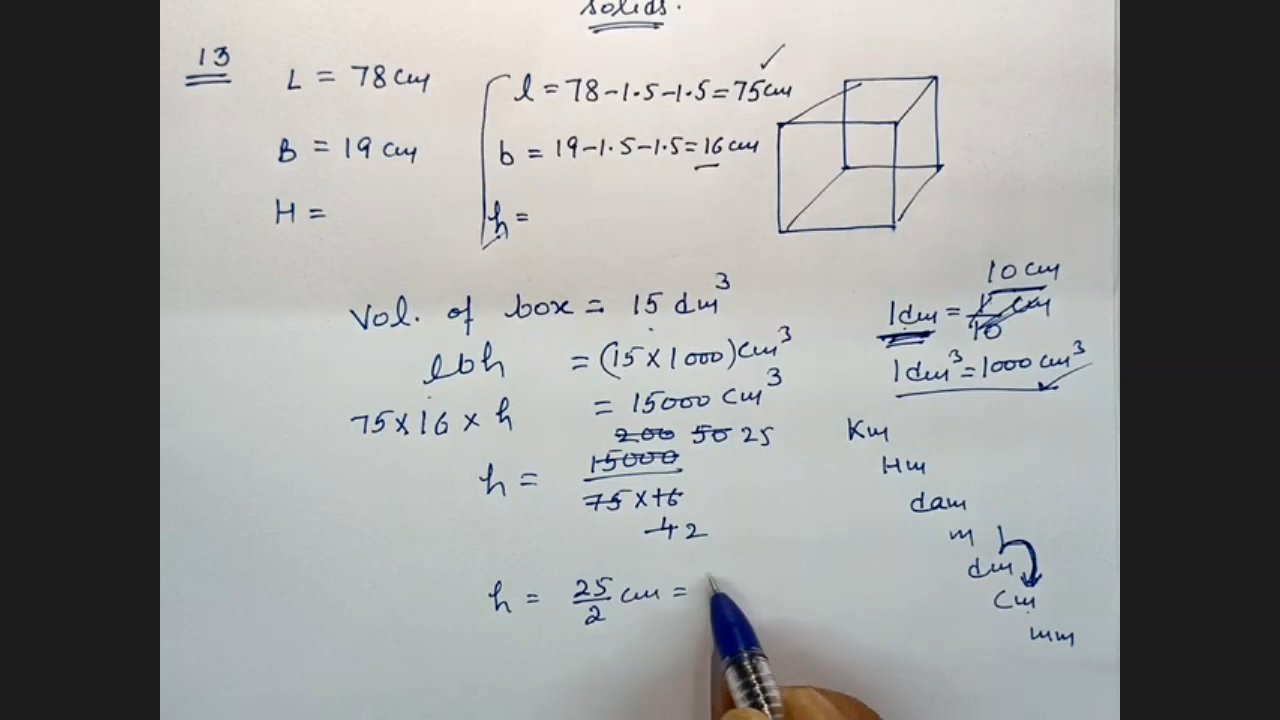 Solids.
13
L = 78 cm
B = 19 cm
H =
l = 78-1.5-1.5 = 75cm
b = 19-1.5-1.5 = 16 cm
h =
Vol. of box = 15 dm³
lbh = (15 x 1000) cm³
75 x 16 x h = 15000 cm³
200 50 25
h = 15000
75 x 16
4 2
h = 25/2 cm =
10 cm
1dm = 1/10 cm
1dm³ = 1000 cm³
Km
Hm
dam
m
dm
Cm
mm